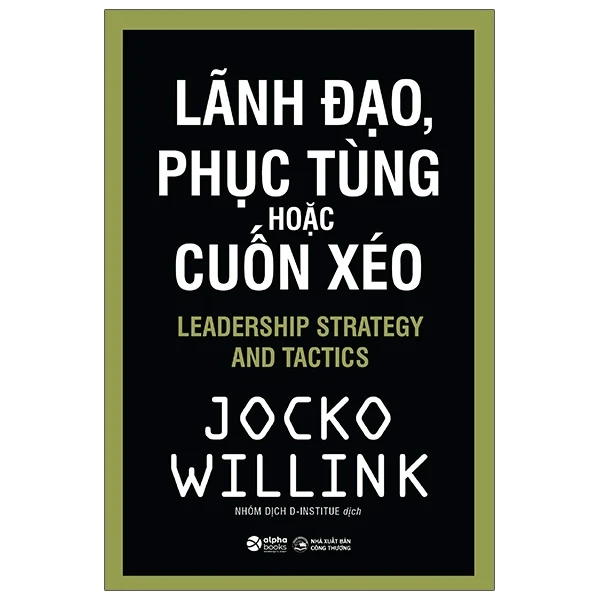 LÃNH ĐẠO,
PHỤC TÙNG
HOẶC
CUỐN XÉO
LEADERSHIP STRATEGY
AND TACTICS
JOCKO
WILLINK
NHÓM DỊCH D-INSTITUE dịch
alpha books
NHÀ XUẤT BẢN
CÔNG THƯƠNG